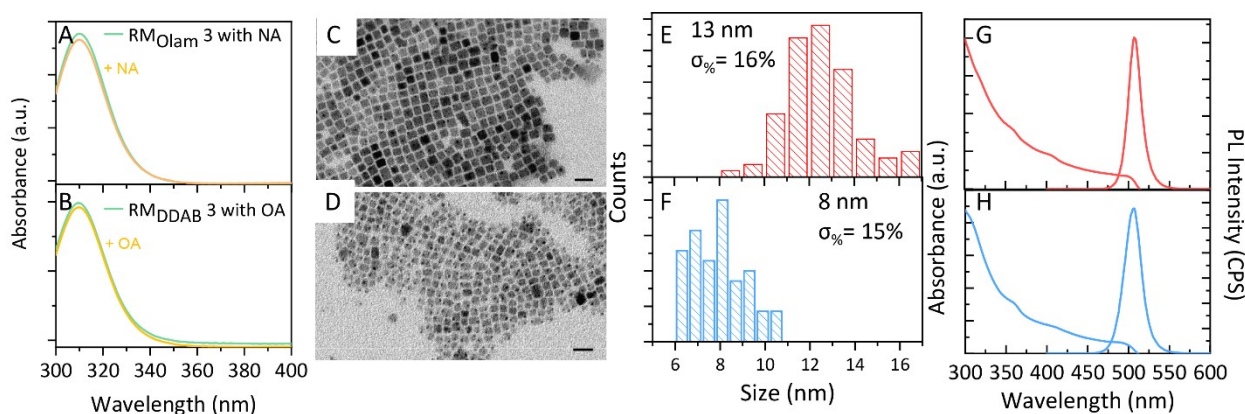 A
RM_Olam 3 with NA
+ NA
B
RM_DDAB 3 with OA
+ OA
Absorbance (a.u.)
300 320 340 360 380 400
Wavelength (nm)
C
D
E
13 nm
σ% = 16%
F
8 nm
σ% = 15%
Counts
6 8 10 12 14 16
Size (nm)
G
H
Absorbance (a.u.)
PL Intensity (CPS)
300 350 400 450 500 550 600
Wavelength (nm)